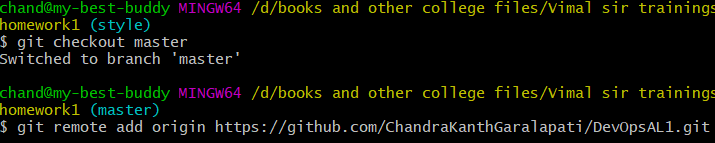 chand@my-best-buddy MINGW64 /d/books and other college files/Vimal sir trainings
homework1 (style)
$ git checkout master
Switched to branch 'master'
chand@my-best-buddy MINGW64 /d/books and other college files/Vimal sir trainings
homework1 (master)
$ git remote add origin https://github.com/ChandraKanthGaralapati/DevOpsAL1.git